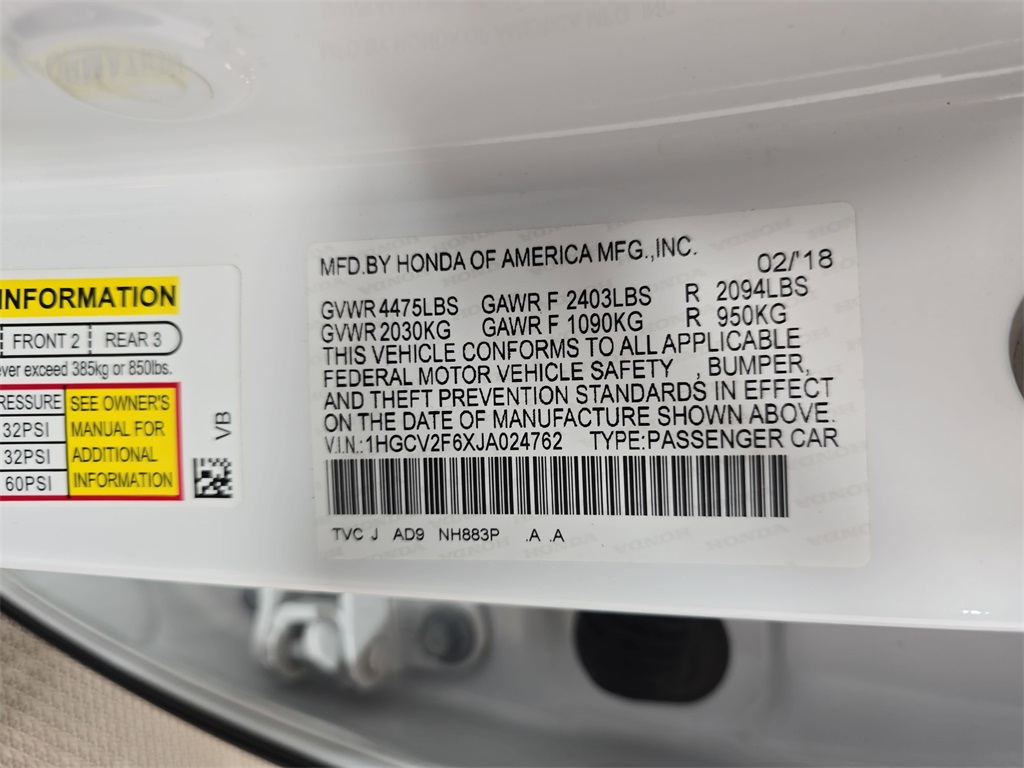 INFORMATION
FRONT 2 REAR 3
ver exceed 385kg or 850lbs.
RESSURE SEE OWNER'S
32PSI MANUAL FOR
32PSI ADDITIONAL
60PSI INFORMATION
VB
MFD.BY HONDA OF AMERICA MFG.,INC. 02/'18
GVWR 4475LBS GAWR F 2403LBS R 2094LBS
GVWR 2030KG GAWR F 1090KG R 950KG
THIS VEHICLE CONFORMS TO ALL APPLICABLE
FEDERAL MOTOR VEHICLE SAFETY , BUMPER,
AND THEFT PREVENTION STANDARDS IN EFFECT
ON THE DATE OF MANUFACTURE SHOWN ABOVE.
V.I.N.:1HGCV2F6XJA024762 TYPE:PASSENGER CAR
TVC J AD9 NH883P .A .A